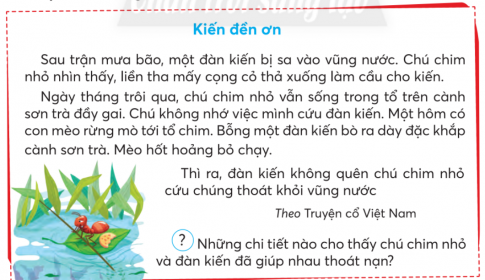 Kiến đền ơn
Sau trận mưa bão, một đàn kiến bị sa vào vũng nước. Chú chim
nhỏ nhìn thấy, liền tha mấy cọng cỏ thả xuống làm cầu cho kiến.
Ngày tháng trôi qua, chú chim nhỏ vẫn sống trong tổ trên cành
sơn trà đầy gai. Chú không nhớ việc mình cứu đàn kiến. Một hôm có
con mèo rừng mò tới tổ chim. Bỗng một đàn kiến bò ra dày đặc khắp
cành sơn trà. Mèo hốt hoảng bỏ chạy.
Thì ra, đàn kiến không quên chú chim nhỏ
cứu chúng thoát khỏi vũng nước
Theo Truyện cổ Việt Nam
? Những chi tiết nào cho thấy chú chim nhỏ
và đàn kiến đã giúp nhau thoát nạn?